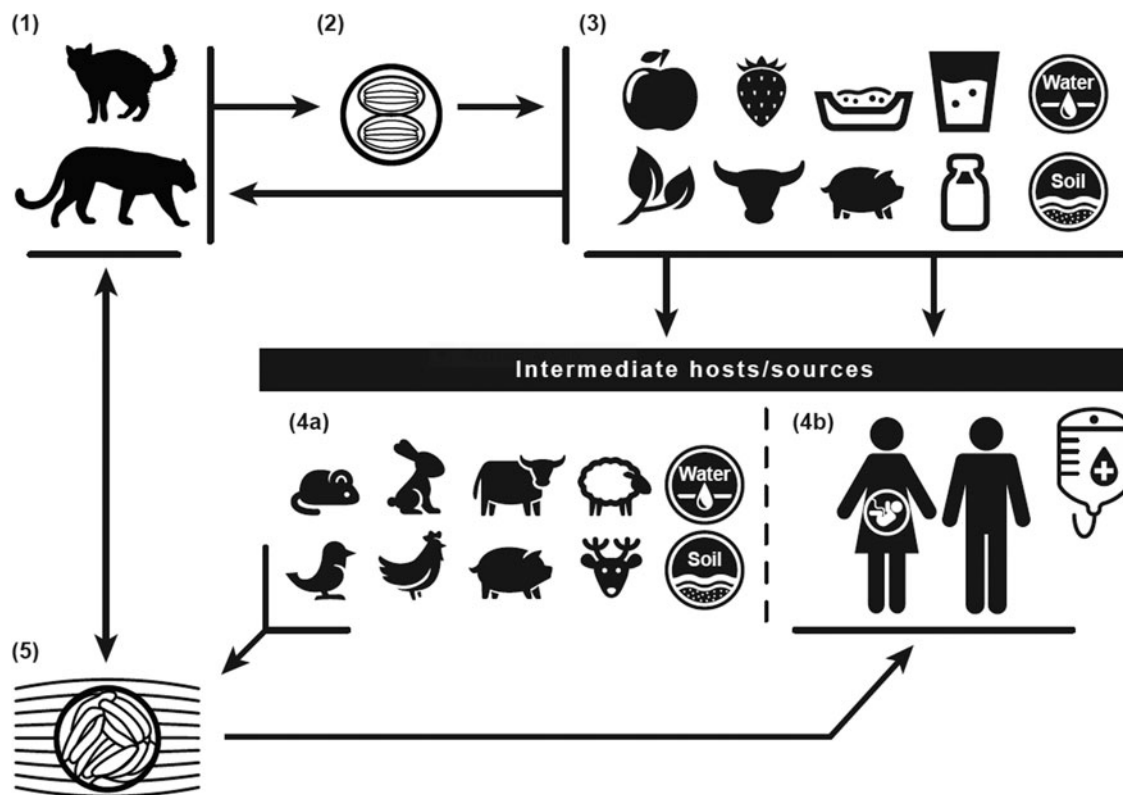 (1)
(2)
(3)
Water
Soil
Intermediate hosts/sources
(4a)
(4b)
Water
Soil
(5)